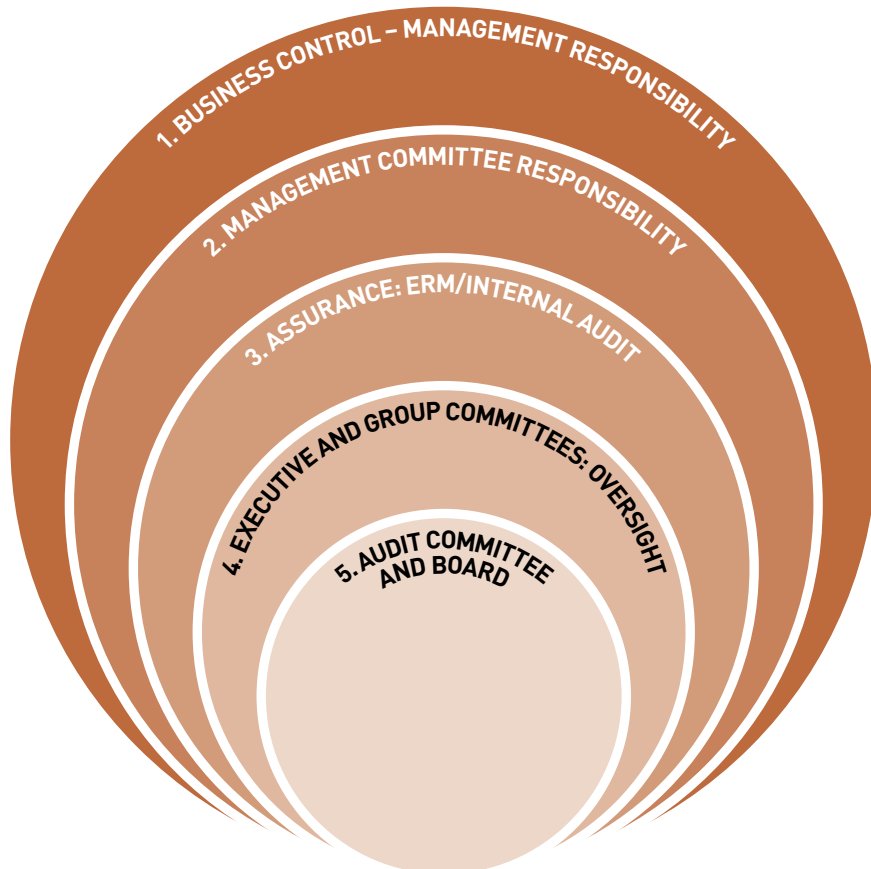 1. BUSINESS CONTROL – MANAGEMENT RESPONSIBILITY
2. MANAGEMENT COMMITTEE RESPONSIBILITY
3. ASSURANCE: ERM/INTERNAL AUDIT
4. EXECUTIVE AND GROUP COMMITTEES: OVERSIGHT
5. AUDIT COMMITTEE
AND BOARD